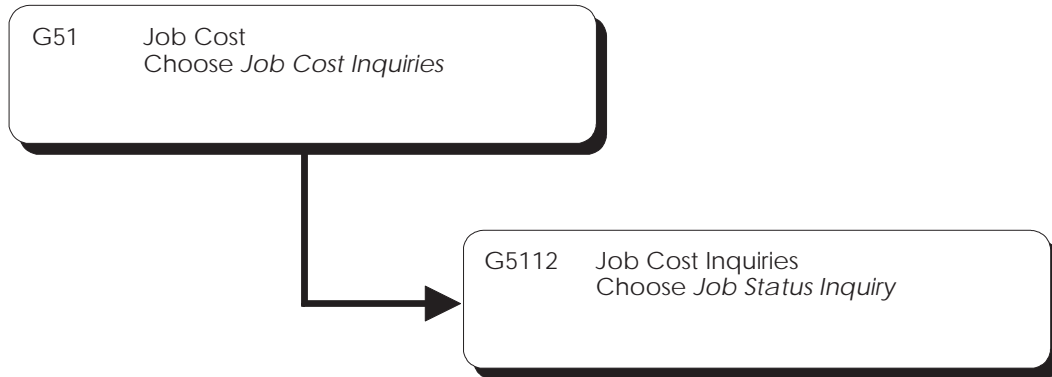 G51 Job Cost
Choose Job Cost Inquiries
G5112 Job Cost Inquiries
Choose Job Status Inquiry